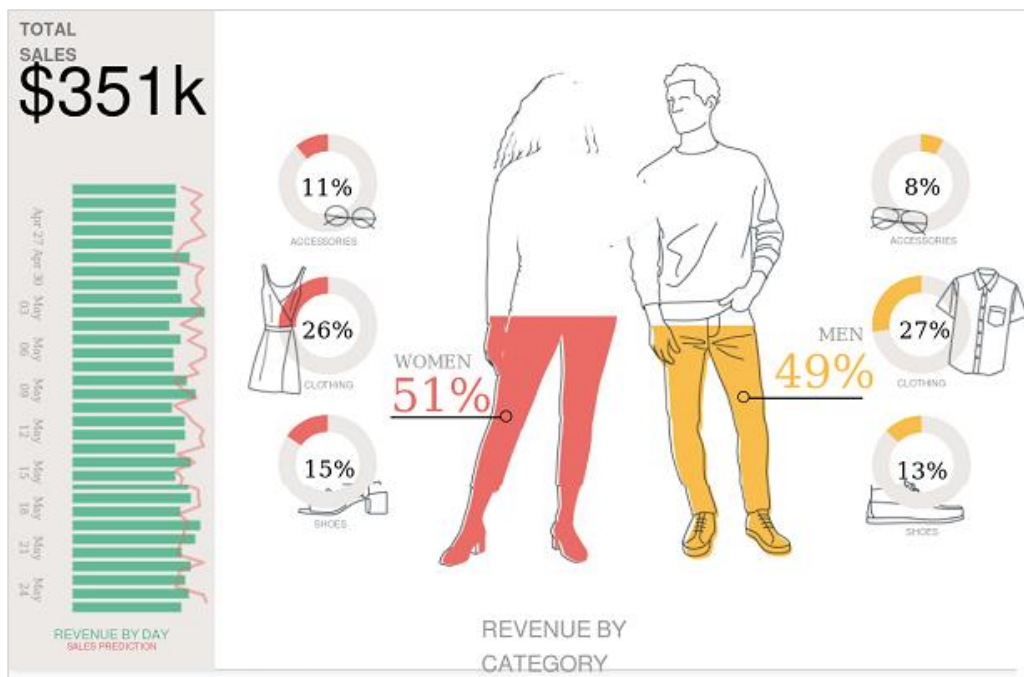 TOTAL
SALES
$351k
Apr 27
Apr 30
May
03
May
06
May
09
May
12
May
15
May
18
May
21
May
24
REVENUE BY DAY
SALES PREDICTION
11%
ACCESSORIES
26%
CLOTHING
15%
SHOES
WOMEN
51%
MEN
49%
8%
ACCESSORIES
27%
CLOTHING
13%
SHOES
REVENUE BY
CATEGORY